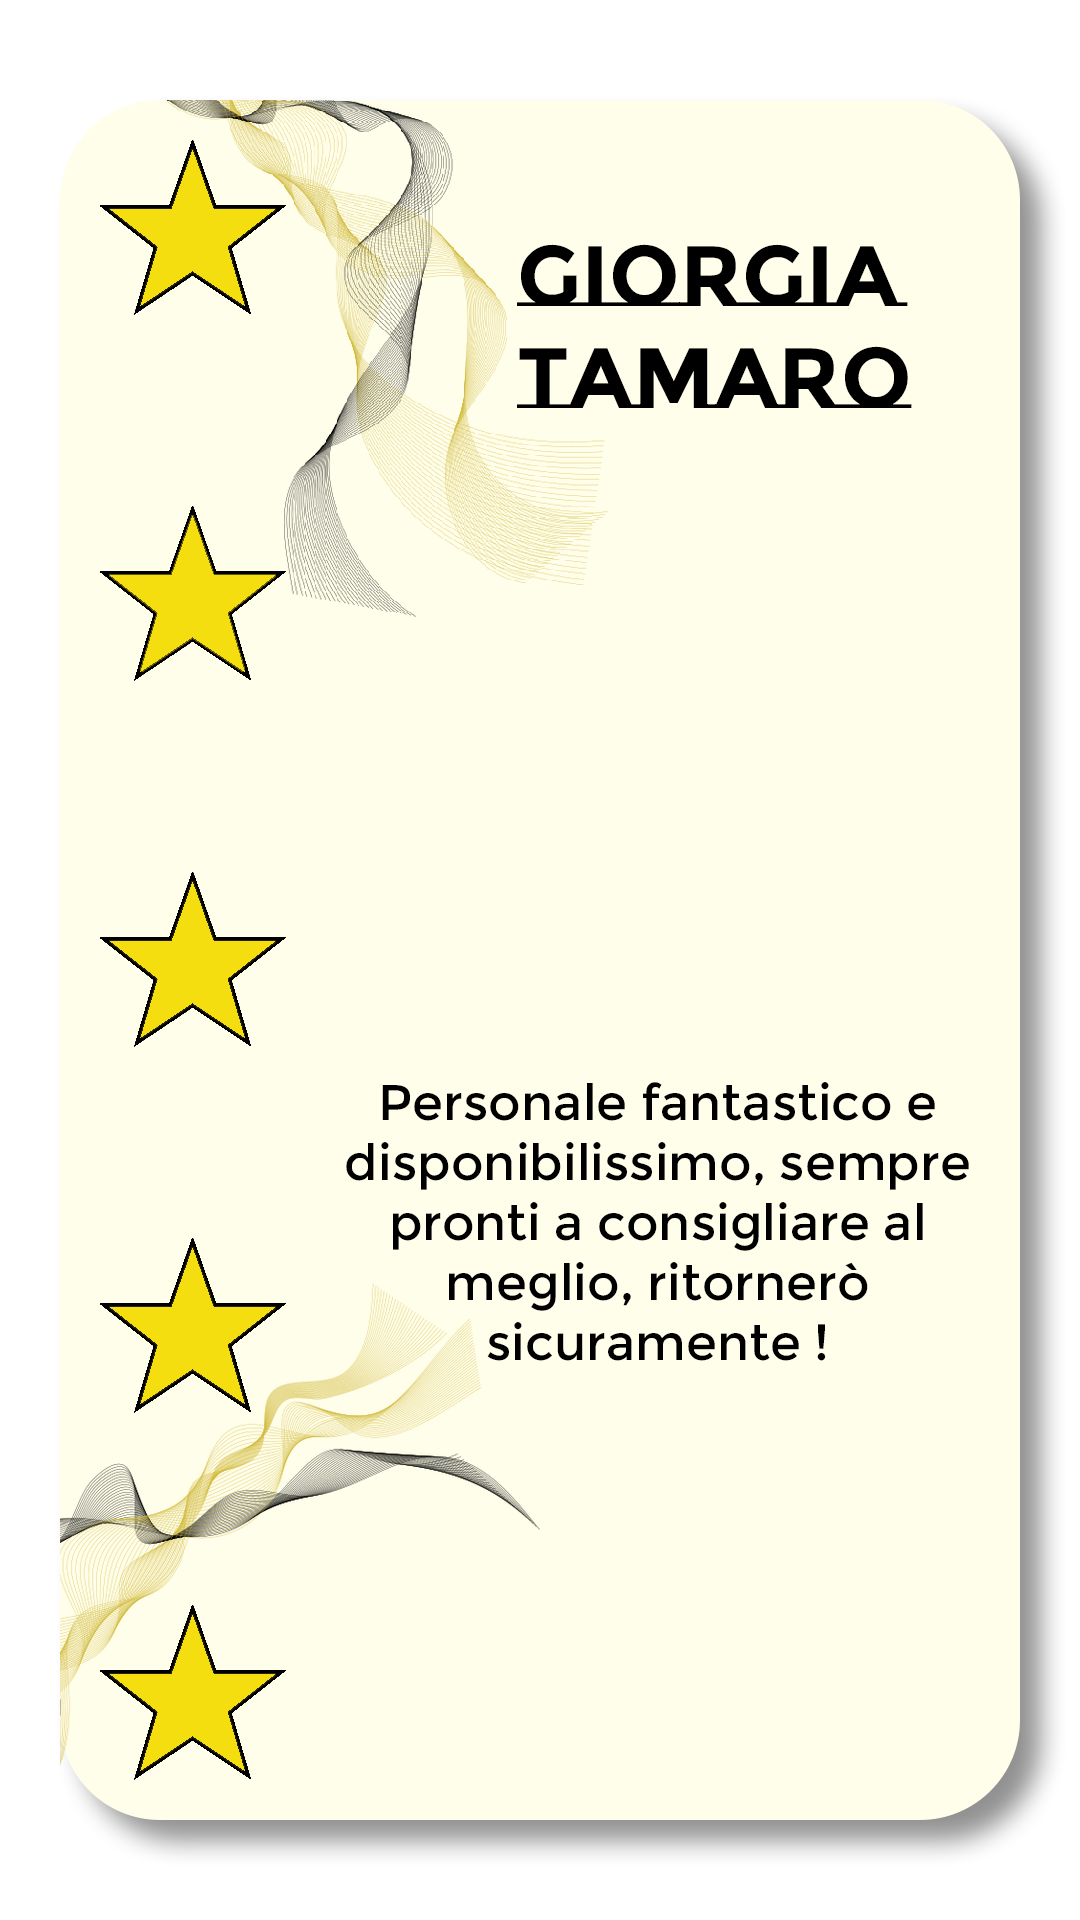 GIORGIA
TAMARO
Personale fantastico e
disponibilissimo, sempre
pronti a consigliare al
meglio, ritornerò
sicuramente !